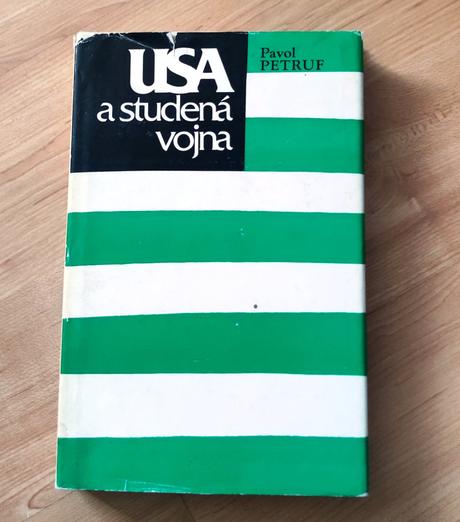 USA
a studená
vojna
Pavol
PETRUF